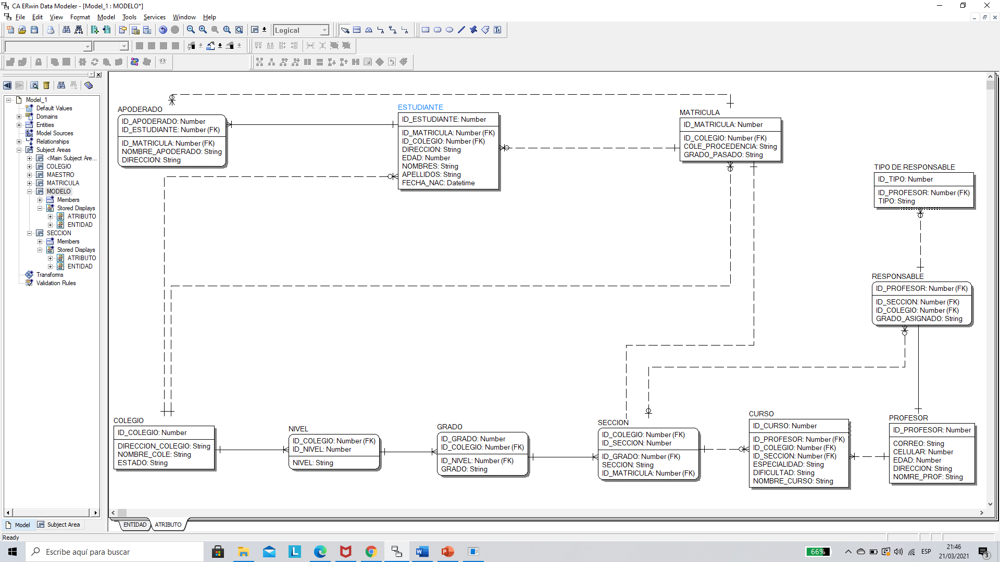 CA ERwin Data Modeler - [Model_1 : MODELO*]
File Edit View Format Model Tools Services Window Help
Logical
Model_1
Default Values
Domains
Entities
Model Sources
Relationships
Subject Areas
<Main Subject Are...
COLEGIO
MAESTRO
MATRICULA
MODELO
Members
Stored Displays
ATRIBUTO
ENTIDAD
SECCION
Members
Stored Displays
ATRIBUTO
ENTIDAD
Transforms
Validation Rules
Model
Subject Area
APODERADO
ID_APODERADO: Number
ID_ESTUDIANTE: Number (FK)
ID_MATRICULA: Number (FK)
NOMBRE_APODERADO: String
DIRECCION: String
ESTUDIANTE
ID_ESTUDIANTE: Number
ID_MATRICULA: Number (FK)
ID_COLEGIO: Number (FK)
DIRECCION: String
EDAD: Number
NOMBRES: String
APELLIDOS: String
FECHA_NAC: Datetime
MATRICULA
ID_MATRICULA: Number
ID_COLEGIO: Number (FK)
COLE_PROCEDENCIA: String
GRADO_PASADO: String
TIPO DE RESPONSABLE
ID_TIPO: Number
ID_PROFESOR: Number (FK)
TIPO: String
RESPONSABLE
ID_PROFESOR: Number (FK)
ID_SECCION: Number (FK)
ID_COLEGIO: Number (FK)
GRADO_ASIGNADO: String
COLEGIO
ID_COLEGIO: Number
DIRECCION_COLEGIO: String
NOMBRE_COLE: String
ESTADO: String
NIVEL
ID_COLEGIO: Number (FK)
ID_NIVEL: Number
NIVEL: String
GRADO
ID_GRADO: Number
ID_COLEGIO: Number (FK)
ID_NIVEL: Number (FK)
GRADO: String
SECCION
ID_COLEGIO: Number (FK)
ID_SECCION: Number
ID_GRADO: Number (FK)
SECCION: String
ID_MATRICULA: Number (FK)
CURSO
ID_CURSO: Number
ID_PROFESOR: Number (FK)
ID_COLEGIO: Number (FK)
ID_SECCION: Number (FK)
ESPECIALIDAD: String
DIFICULTAD: String
NOMBRE_CURSO: String
PROFESOR
ID_PROFESOR: Number
CORREO: String
CELULAR: Number
EDAD: Number
DIRECCION: String
NOMRE_PROF: String
ENTIDAD
ATRIBUTO
Ready
Escribe aquí para buscar
66%
ESP
21:46
21/03/2021
3